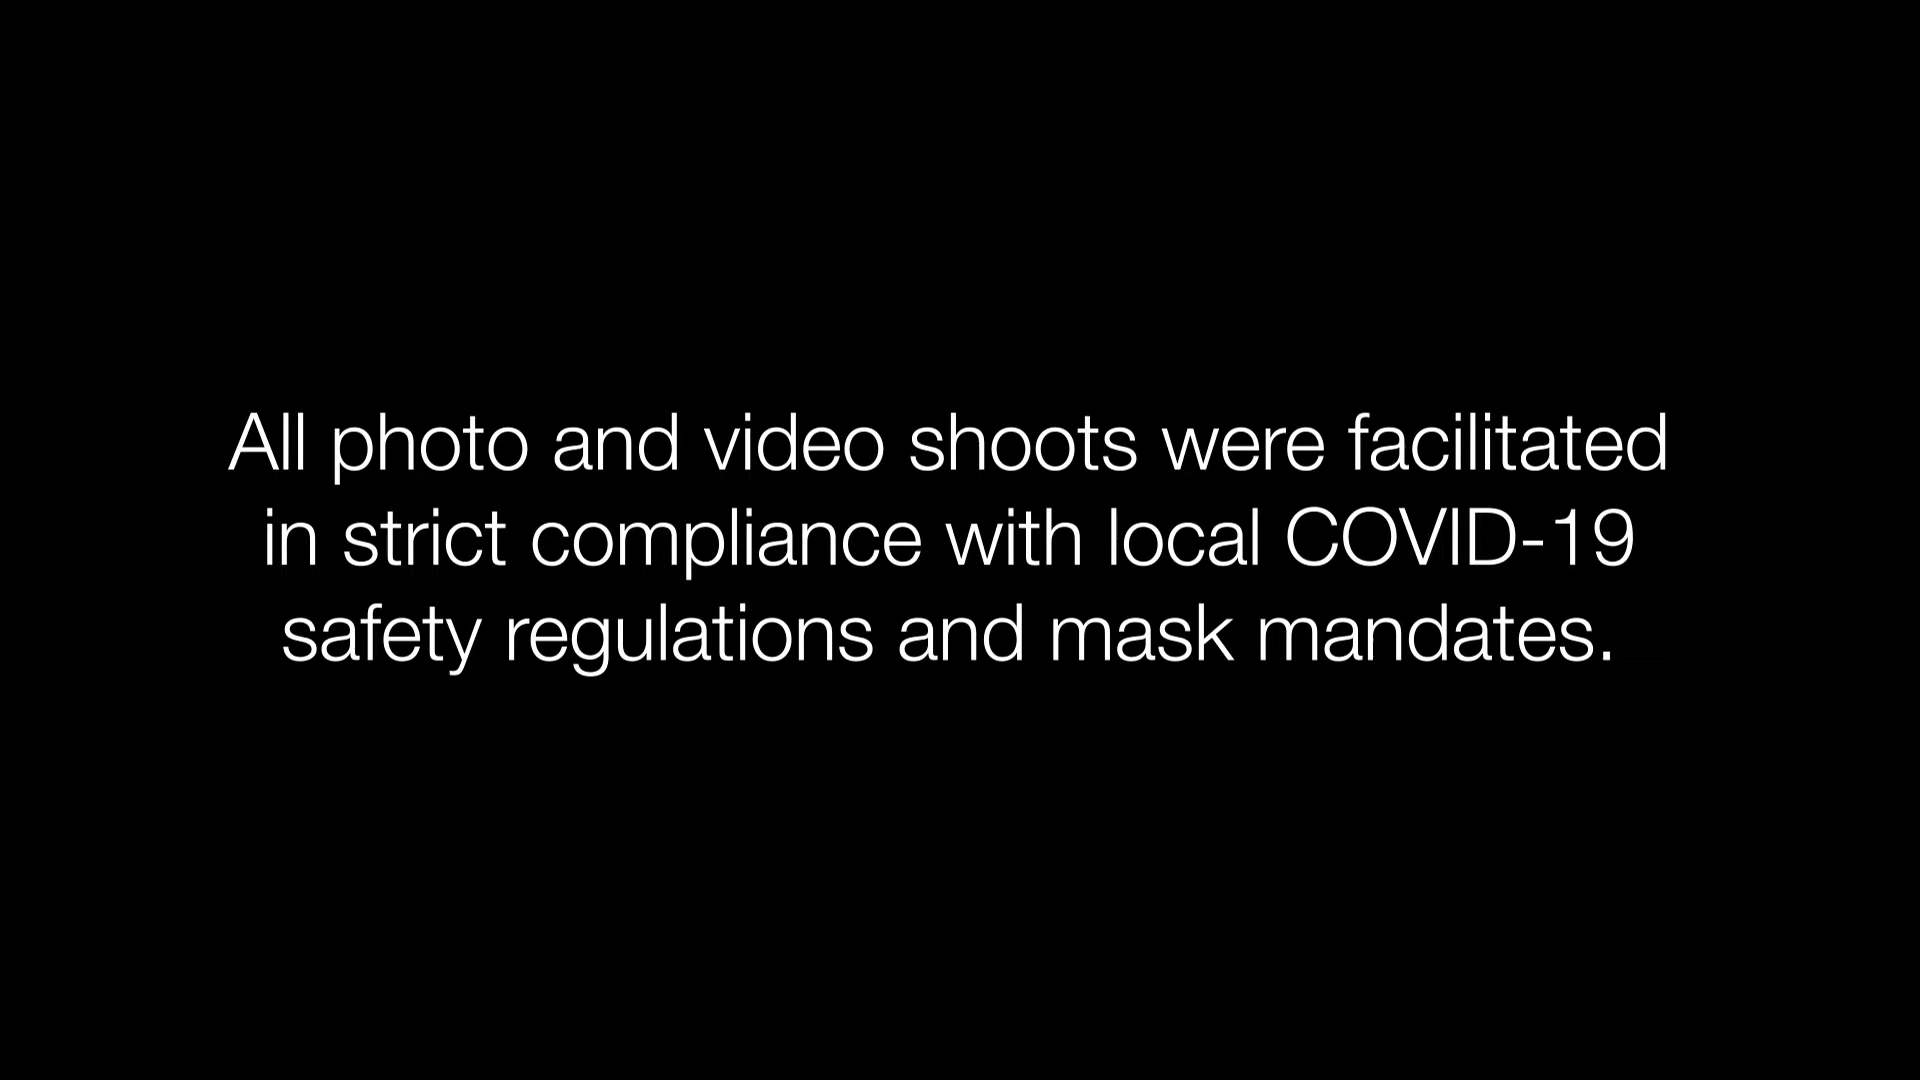 All photo and video shoots were facilitated
in strict compliance with local COVID-19
safety regulations and mask mandates.